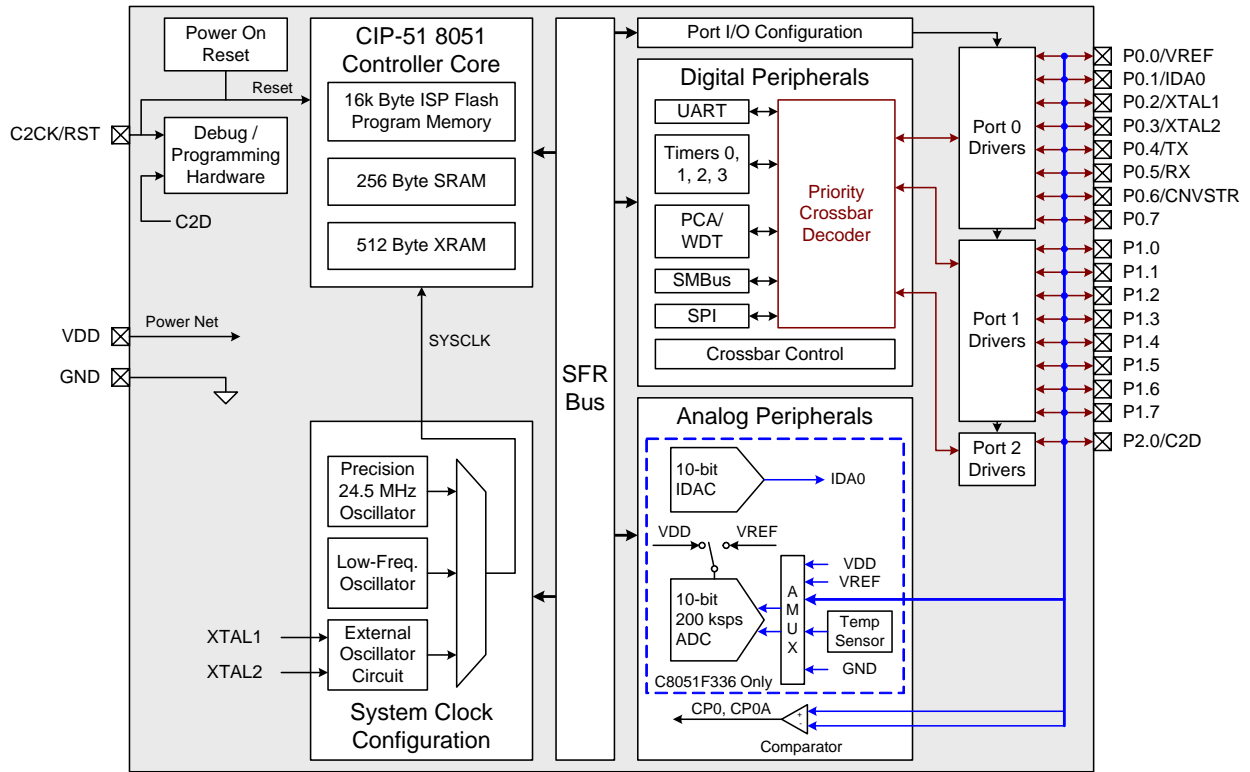 Power On
Reset
Reset
C2CK/RST
Debug /
Programming
Hardware
C2D
VDD
Power Net
GND
CIP-51 8051
Controller Core
16k Byte ISP Flash
Program Memory
256 Byte SRAM
512 Byte XRAM
SYSCLK
Precision
24.5 MHz
Oscillator
Low-Freq.
Oscillator
External
Oscillator
Circuit
XTAL1
XTAL2
System Clock
Configuration
SFR
Bus
Port I/O Configuration
Digital Peripherals
UART
Timers 0,
1, 2, 3
PCA/
WDT
SMBus
SPI
Priority
Crossbar
Decoder
Crossbar Control
Analog Peripherals
10-bit
IDAC
IDA0
VDD
VREF
10-bit
200 ksps
ADC
A
M
U
X
VDD
VREF
Temp
Sensor
GND
C8051F336 Only
CP0, CP0A
+
-
Comparator
Port 0
Drivers
Port 1
Drivers
Port 2
Drivers
P0.0/VREF
P0.1/IDA0
P0.2/XTAL1
P0.3/XTAL2
P0.4/TX
P0.5/RX
P0.6/CNVSTR
P0.7
P1.0
P1.1
P1.2
P1.3
P1.4
P1.5
P1.6
P1.7
P2.0/C2D